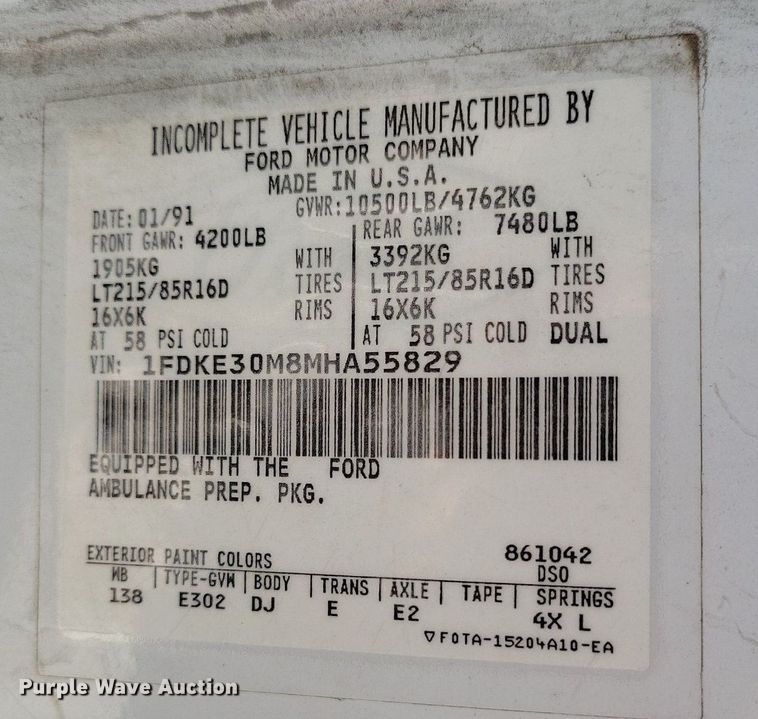 INCOMPLETE VEHICLE MANUFACTURED BY
FORD MOTOR COMPANY
MADE IN U.S.A.
DATE: 01/91 GVWR: 10500LB/4762KG
FRONT GAWR: 4200LB REAR GAWR: 7480LB
1905KG WITH 3392KG WITH
LT215/85R16D TIRES LT215/85R16D TIRES
16X6K RIMS 16X6K RIMS
AT 58 PSI COLD AT 58 PSI COLD DUAL
VIN: 1FDKE30M8MHA55829
EQUIPPED WITH THE FORD
AMBULANCE PREP. PKG.
EXTERIOR PAINT COLORS 861042
WB TYPE-GVW BODY TRANS AXLE TAPE DSO SPRINGS
138 E302 DJ E E2 4X L
▽F0TA-15204A10-EA
Purple Wave Auction